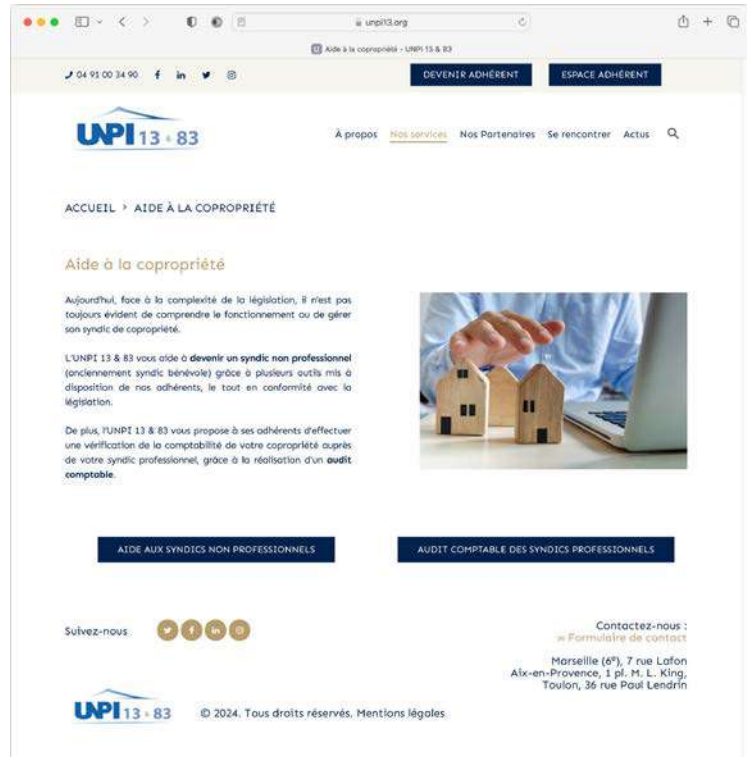 unpi13.org
Aide à la copropriété - UNPI 13 & 83
04 91 00 34 90
DEVENIR ADHÉRENT
ESPACE ADHÉRENT
UNPI 13 & 83
À propos Nos services Nos Partenaires Se rencontrer Actus
ACCUEIL > AIDE À LA COPROPRIÉTÉ
Aide à la copropriété
Aujourd'hui, face à la complexité de la législation, il n'est pas
toujours évident de comprendre le fonctionnement ou de gérer
son syndic de copropriété.
L'UNPI 13 & 83 vous aide à devenir un syndic non professionnel
(anciennement syndic bénévole) grâce à plusieurs outils mis à
disposition de nos adhérents, le tout en conformité avec la
législation.
De plus, l'UNPI 13 & 83 vous propose à ses adhérents d'effectuer
une vérification de la comptabilité de votre copropriété auprès
de votre syndic professionnel, grâce à la réalisation d'un audit
comptable.
AIDE AUX SYNDICS NON PROFESSIONNELS
AUDIT COMPTABLE DES SYNDICS PROFESSIONNELS
Suivez-nous
Contactez-nous :
» Formulaire de contact
Marseille (6º), 7 rue Lafon
Aix-en-Provence, 1 pl. M. L. King,
Toulon, 36 rue Paul Lendrin
UNPI 13 & 83
© 2024. Tous droits réservés. Mentions légales